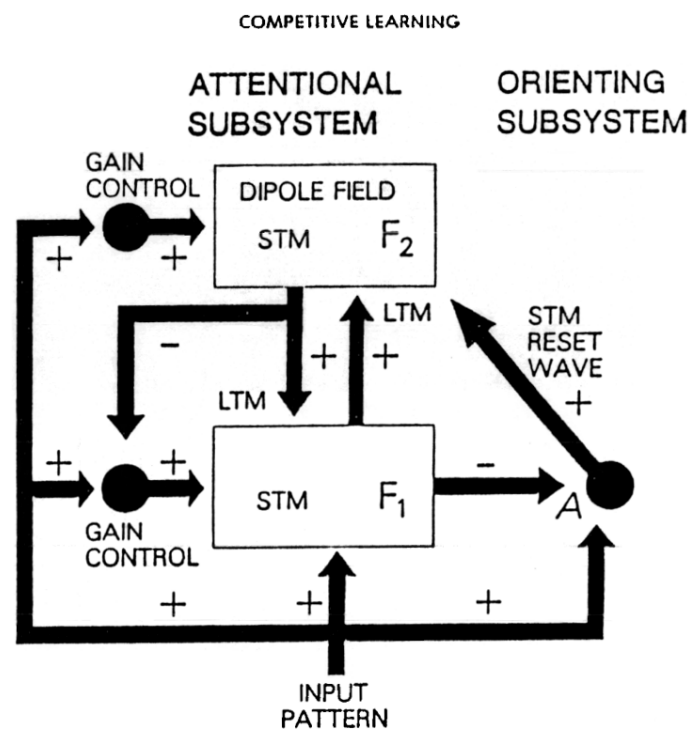 COMPETITIVE LEARNING
ATTENTIONAL
SUBSYSTEM
ORIENTING
SUBSYSTEM
GAIN
CONTROL
DIPOLE FIELD
STM F2
+ +
LTM
STM
RESET
WAVE
-
+ +
+
LTM
+ +
-
STM F1
A
GAIN
CONTROL
+ + +
INPUT
PATTERN